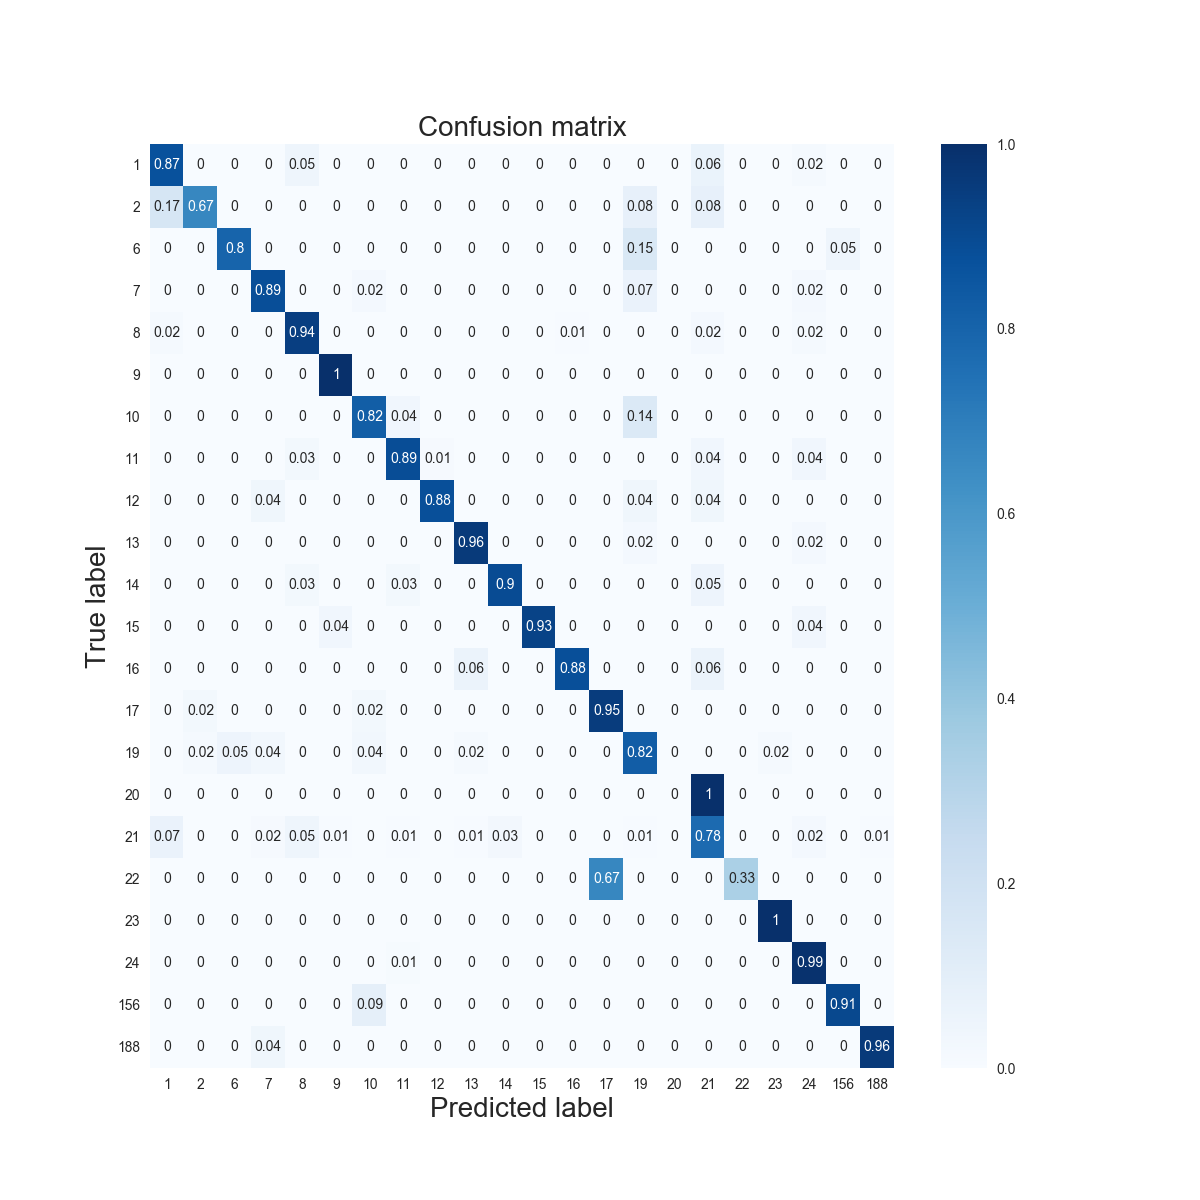 Confusion matrix
1 0.87 0 0 0 0.05 0 0 0 0 0 0 0 0 0 0 0 0.06 0 0 0.02 0 0
2 0.17 0.67 0 0 0 0 0 0 0 0 0 0 0 0 0.08 0 0.08 0 0 0 0 0
6 0 0 0.8 0 0 0 0 0 0 0 0 0 0 0 0.15 0 0 0 0 0 0.05 0
7 0 0 0 0.89 0 0 0.02 0 0 0 0 0 0 0 0.07 0 0 0 0 0.02 0 0
8 0.02 0 0 0 0.94 0 0 0 0 0 0 0 0.01 0 0 0 0.02 0 0 0.02 0 0
9 0 0 0 0 0 1 0 0 0 0 0 0 0 0 0 0 0 0 0 0 0 0
10 0 0 0 0 0 0 0.82 0.04 0 0 0 0 0 0 0.14 0 0 0 0 0 0 0
11 0 0 0 0 0.03 0 0 0.89 0.01 0 0 0 0 0 0 0 0.04 0 0 0.04 0 0
12 0 0 0 0.04 0 0 0 0 0.88 0 0 0 0 0 0.04 0 0.04 0 0 0 0 0
13 0 0 0 0 0 0 0 0 0 0.96 0 0 0 0 0.02 0 0 0 0 0.02 0 0
14 0 0 0 0 0.03 0 0 0.03 0 0 0.9 0 0 0 0 0 0.05 0 0 0 0 0
15 0 0 0 0 0 0.04 0 0 0 0 0 0.93 0 0 0 0 0 0 0 0.04 0 0
16 0 0 0 0 0 0 0 0 0 0.06 0 0 0.88 0 0 0 0.06 0 0 0 0 0
17 0 0.02 0 0 0 0 0.02 0 0 0 0 0 0 0.95 0 0 0 0 0 0 0 0
19 0 0.02 0.05 0.04 0 0 0.04 0 0 0.02 0 0 0 0 0.82 0 0 0 0.02 0 0 0
20 0 0 0 0 0 0 0 0 0 0 0 0 0 0 0 0 1 0 0 0 0 0
21 0.07 0 0 0.02 0.05 0.01 0 0.01 0 0.01 0.03 0 0 0 0.01 0 0.78 0 0 0.02 0 0.01
22 0 0 0 0 0 0 0 0 0 0 0 0 0 0.67 0 0 0 0.33 0 0 0 0
23 0 0 0 0 0 0 0 0 0 0 0 0 0 0 0 0 0 0 1 0 0 0
24 0 0 0 0 0 0 0 0.01 0 0 0 0 0 0 0 0 0 0 0 0.99 0 0
156 0 0 0 0 0 0 0.09 0 0 0 0 0 0 0 0 0 0 0 0 0 0.91 0
188 0 0 0 0.04 0 0 0 0 0 0 0 0 0 0 0 0 0 0 0 0 0 0.96
1 2 6 7 8 9 10 11 12 13 14 15 16 17 19 20 21 22 23 24 156 188
Predicted label
True label
1.0
0.8
0.6
0.4
0.2
0.0